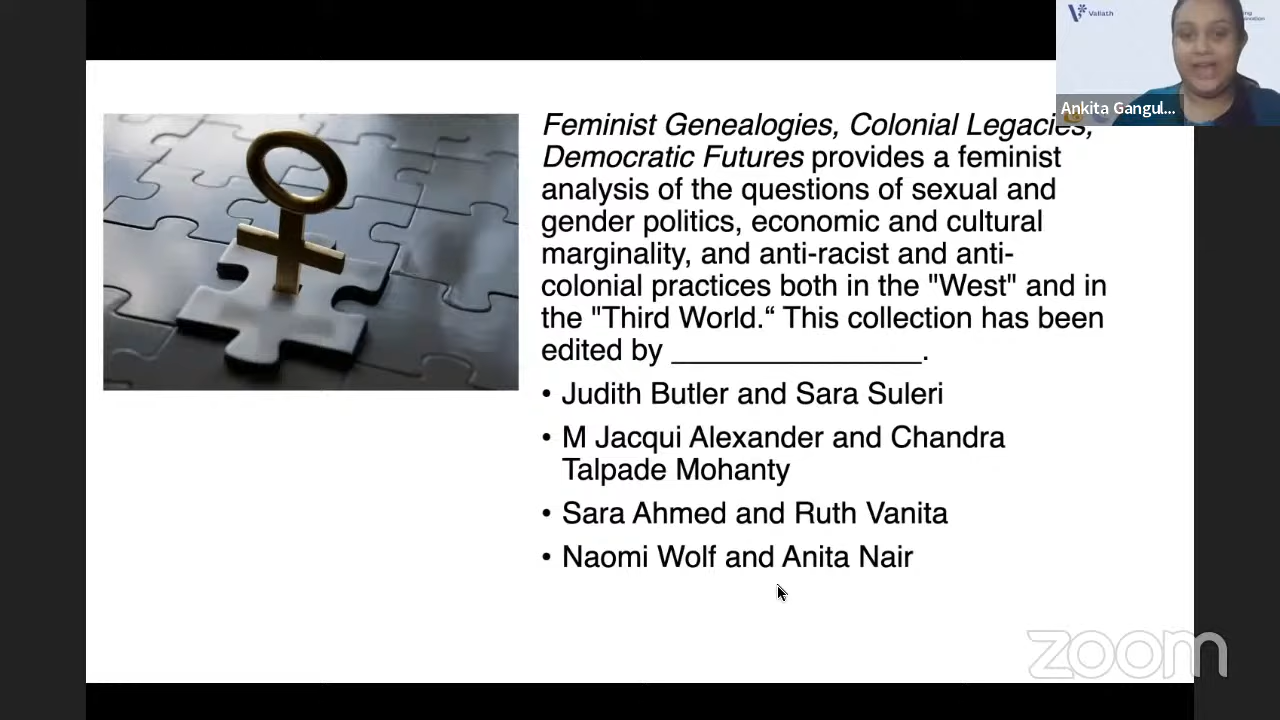 Vallath
Ankita Gangul...
Feminist Genealogies, Colonial Legacies,
Democratic Futures provides a feminist
analysis of the questions of sexual and
gender politics, economic and cultural
marginality, and anti-racist and anti-
colonial practices both in the "West" and in
the "Third World.“ This collection has been
edited by _______________.
• Judith Butler and Sara Suleri
• M Jacqui Alexander and Chandra
Talpade Mohanty
• Sara Ahmed and Ruth Vanita
• Naomi Wolf and Anita Nair
zoom